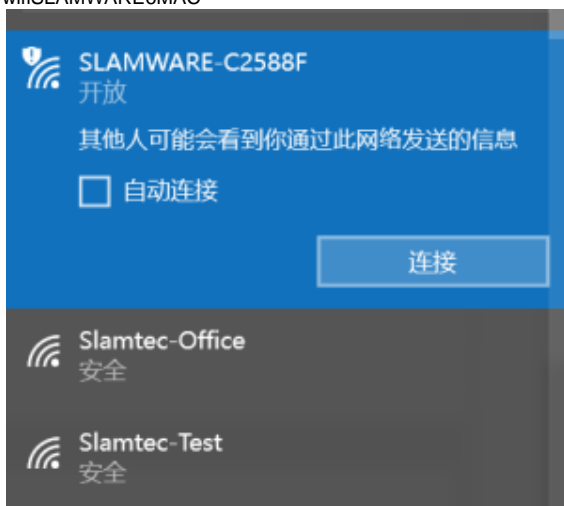 SLAMWARE-C2588F
开放
其他人可能会看到你通过此网络发送的信息
自动连接
连接
Slamtec-Office
安全
Slamtec-Test
安全